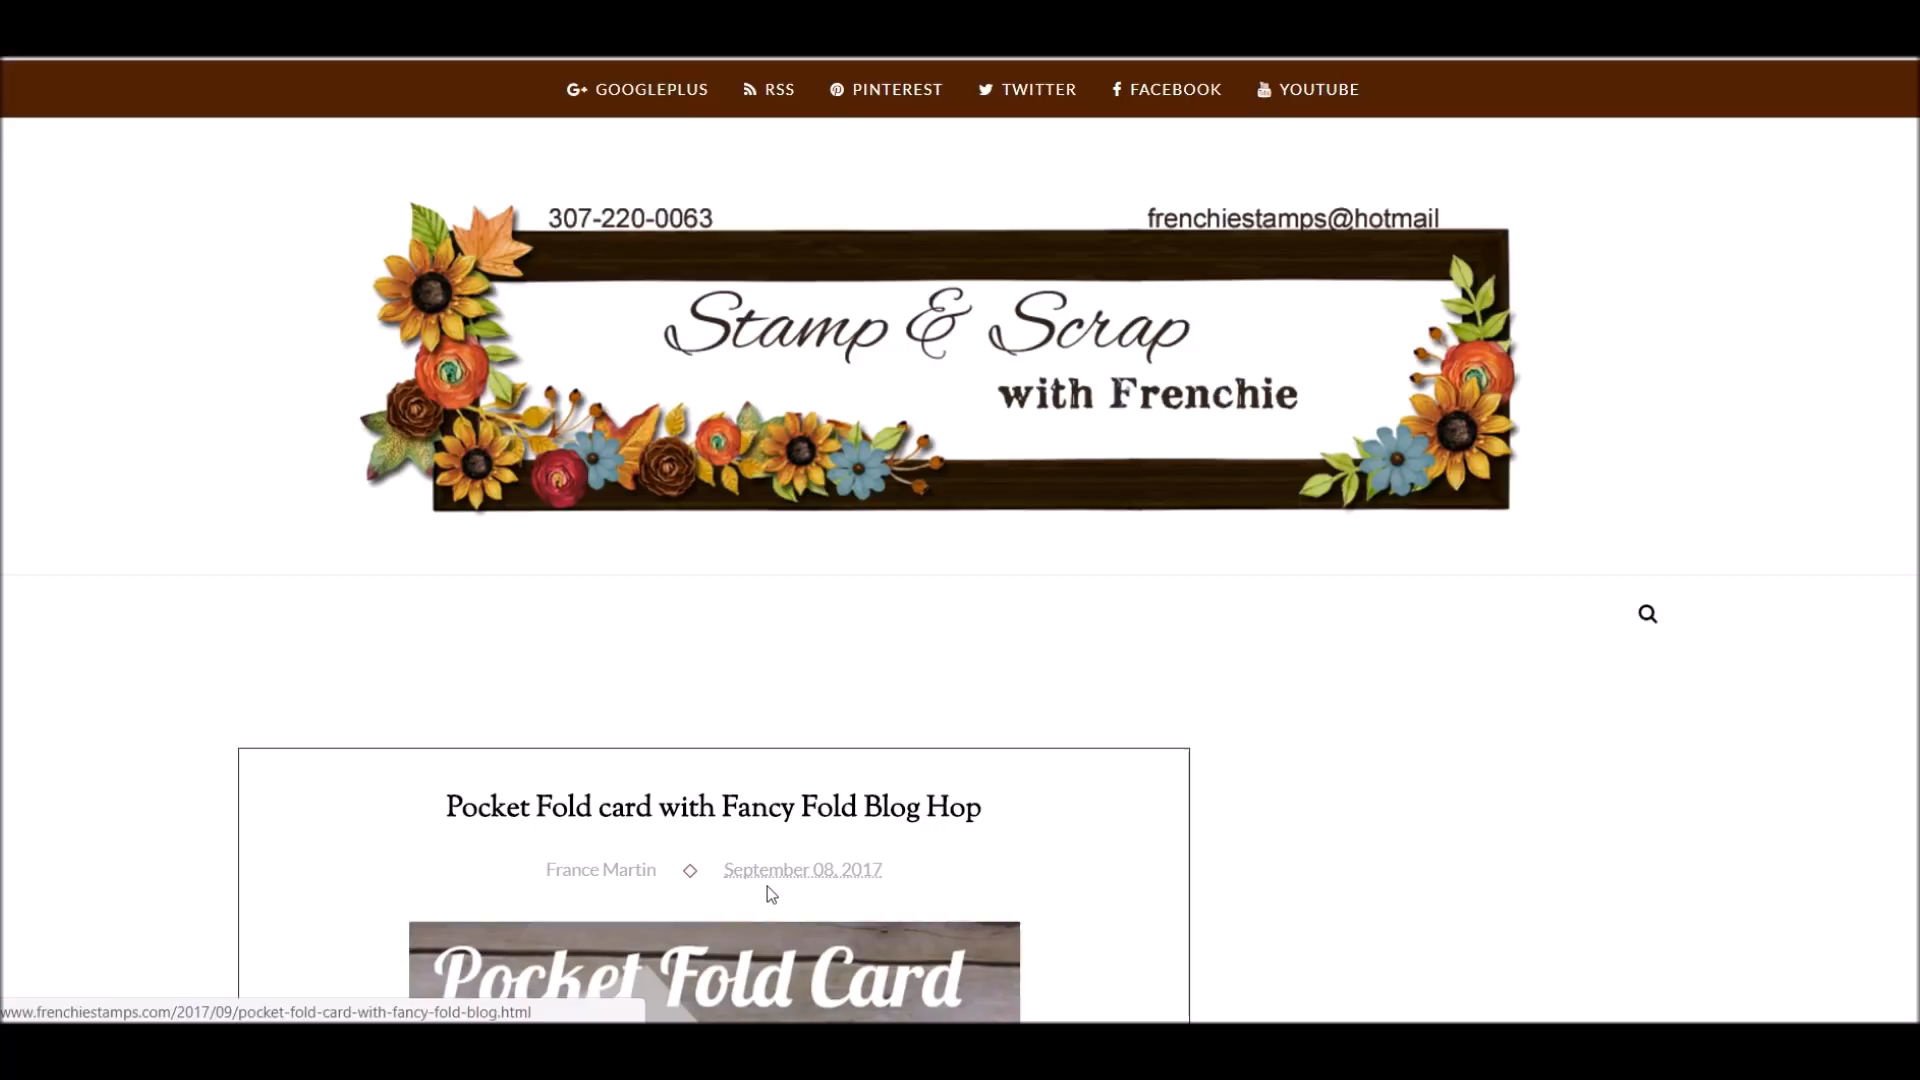 GOOGLEPLUS RSS PINTEREST TWITTER FACEBOOK YOUTUBE
307-220-0063 frenchiestamps@hotmail
Stamp & Scrap
with Frenchie
Pocket Fold card with Fancy Fold Blog Hop
France Martin September 08, 2017
Pocket Fold Card
www.frenchiestamps.com/2017/09/pocket-fold-card-with-fancy-fold-blog.html